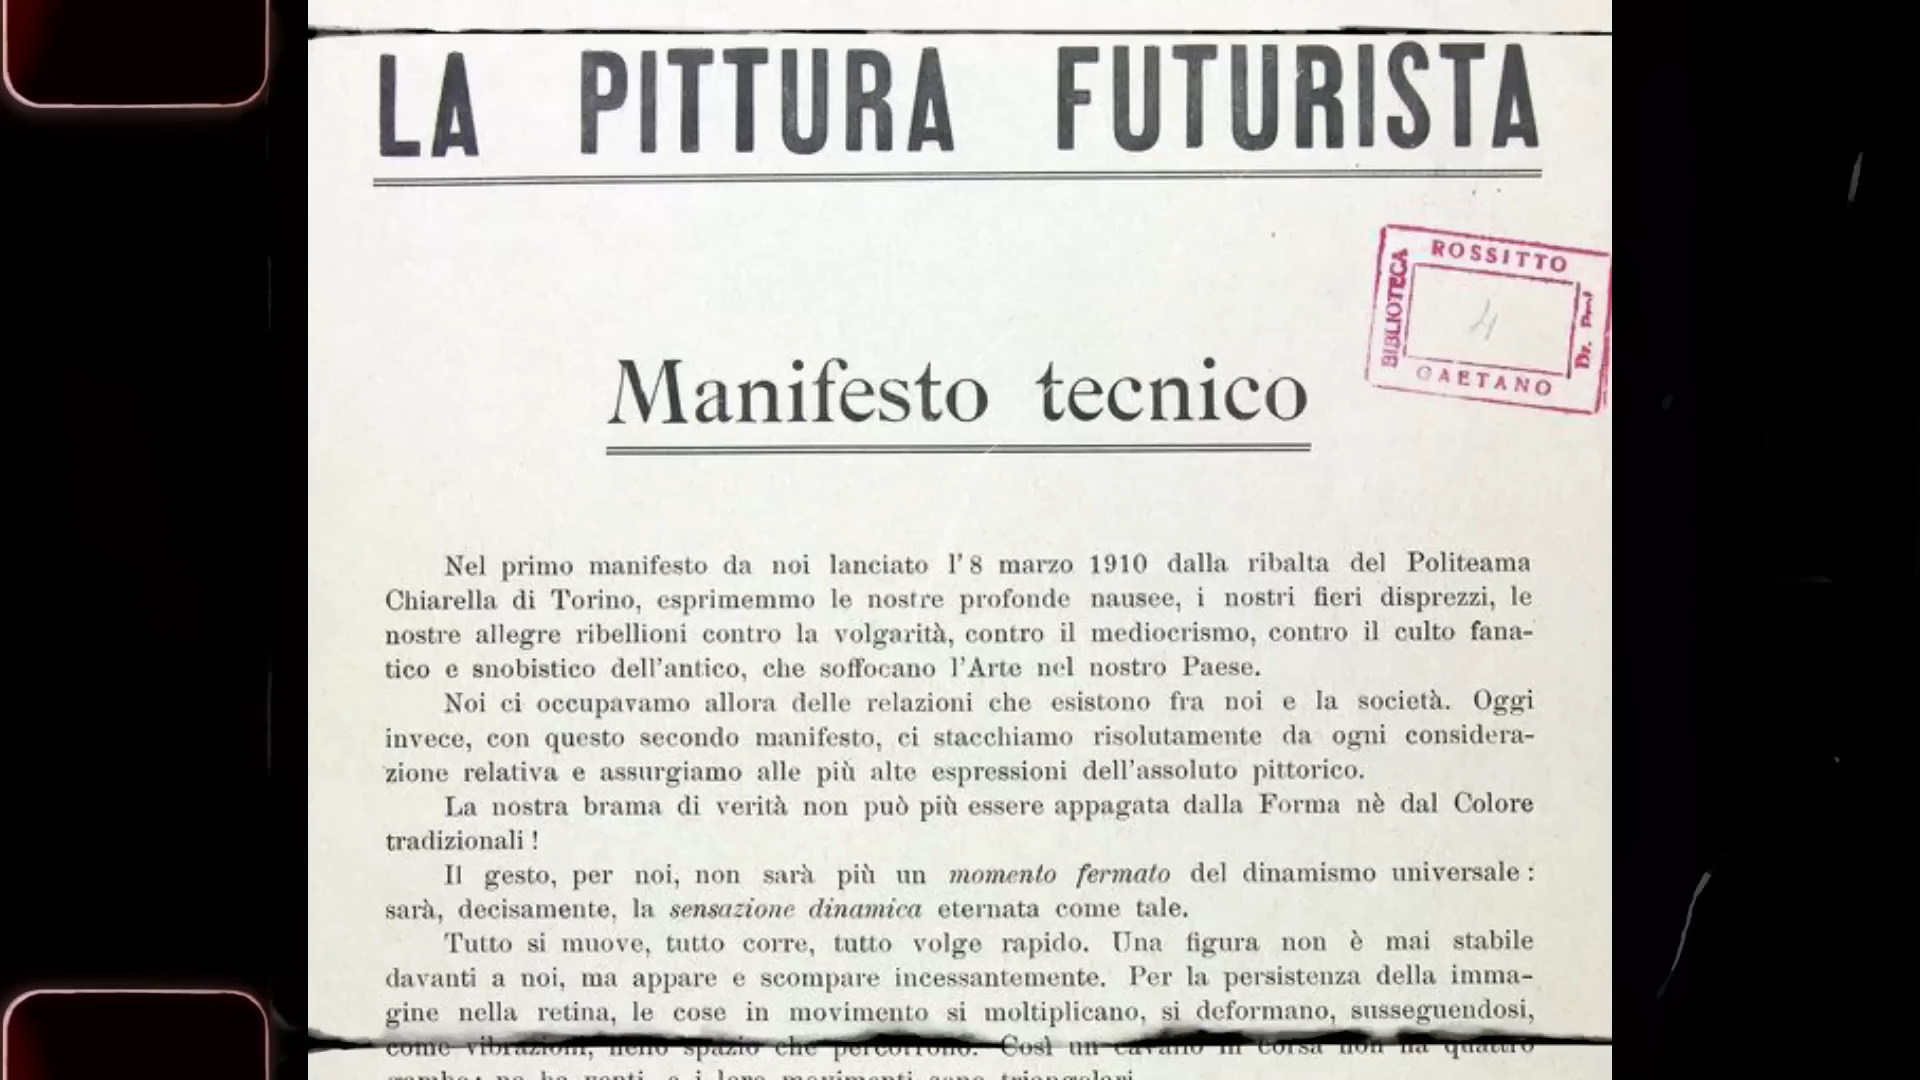 LA PITTURA FUTURISTA
ROSSITTO
BIBLIOTECA
4
Dr.
GAETANO
Manifesto tecnico
Nel primo manifesto da noi lanciato l'8 marzo 1910 dalla ribalta del Politeama
Chiarella di Torino, esprimemmo le nostre profonde nausee, i nostri fieri disprezzi, le
nostre allegre ribellioni contro la volgarità, contro il mediocrismo, contro il culto fana-
tico e snobistico dell'antico, che soffocano l'Arte nel nostro Paese.
Noi ci occupavamo allora delle relazioni che esistono fra noi e la società. Oggi
invece, con questo secondo manifesto, ci stacchiamo risolutamente da ogni considera-
zione relativa e assurgiamo alle più alte espressioni dell'assoluto pittorico.
La nostra brama di verità non può più essere appagata dalla Forma nè dal Colore
tradizionali !
Il gesto, per noi, non sarà più un momento fermato del dinamismo universale :
sarà, decisamente, la sensazione dinamica eternata come tale.
Tutto si muove, tutto corre, tutto volge rapido. Una figura non è mai stabile
davanti a noi, ma appare e scompare incessantemente. Per la persistenza della imma-
gine nella retina, le cose in movimento si moltiplicano, si deformano, susseguendosi,
come vibrazioni, nello spazio che percorrono. Così un cavallo in corsa non ha quattro